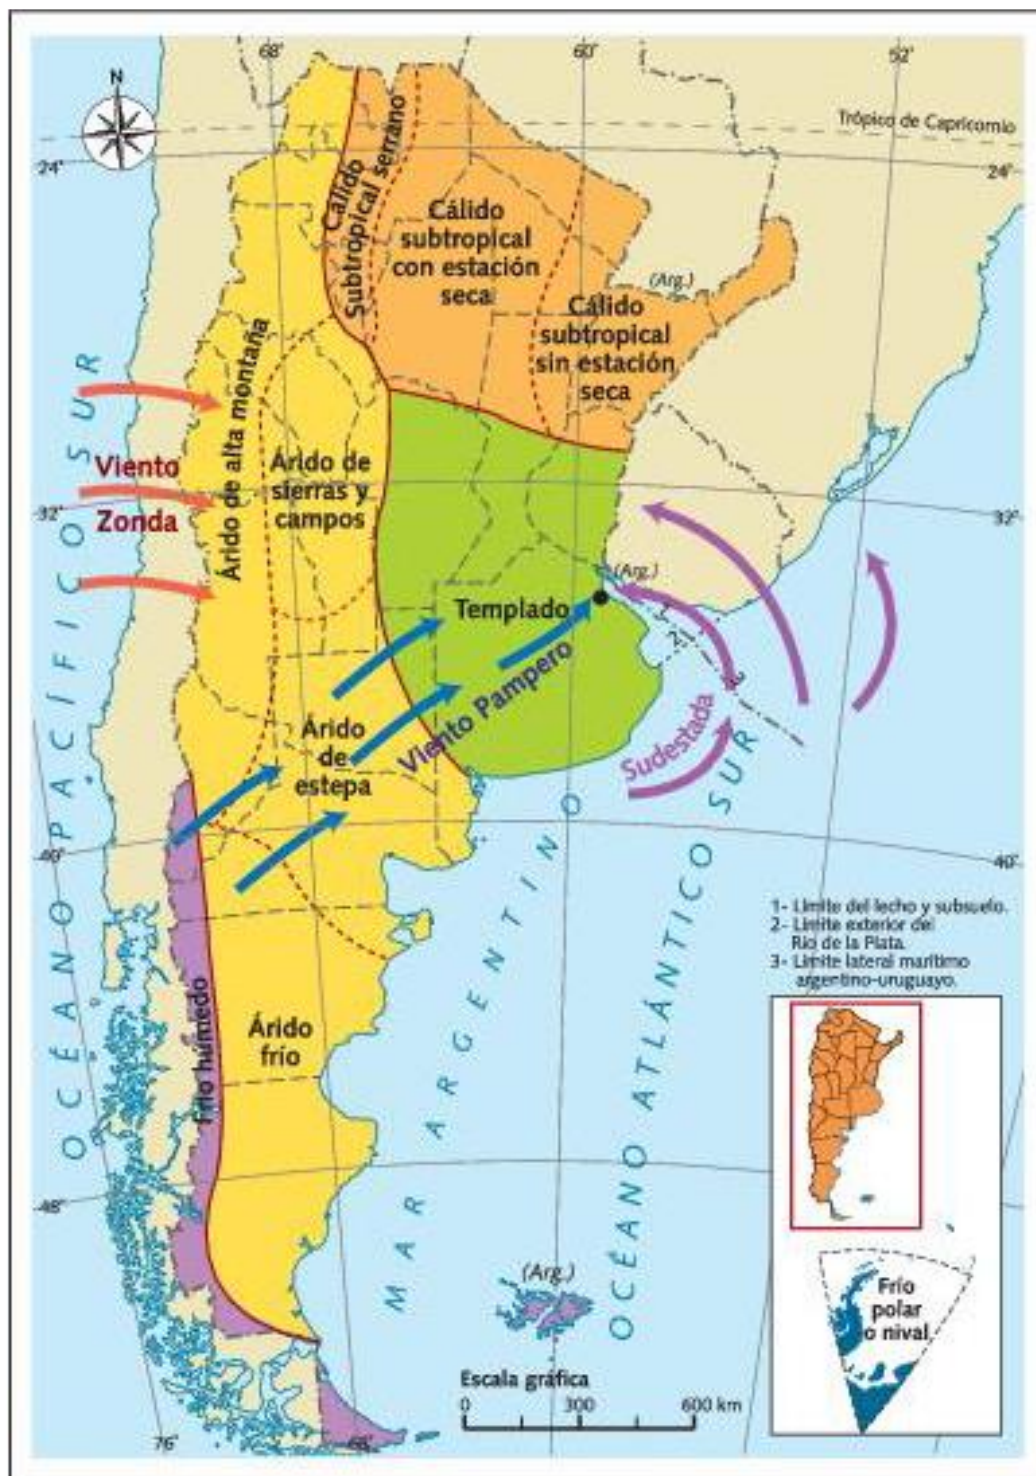 68°
60°
52°
N
Trópico de Capricornio
24°
24°
Cálido
Subtropical serrano
Cálido
subtropical
con estación
seca
(Arg.)
Cálido
subtropical
sin estación
seca
Árido de alta montaña
Viento
Zonda
Árido de
sierras y
campos
32°
32°
(Arg.)
Templado
1
2
3
Viento Pampero
Árido
de
estepa
Sudestada
OCÉANO PACÍFICO SUR
40°
40°
MAR ARGENTINO
OCÉANO ATLÁNTICO SUR
1- Límite del lecho y subsuelo.
2- Límite exterior del
Río de la Plata.
3- Límite lateral marítimo
argentino-uruguayo.
Frío húmedo
Árido
frío
48°
(Arg.)
Frío
polar
o nival
Escala gráfica
0 300 600 km
76°
68°